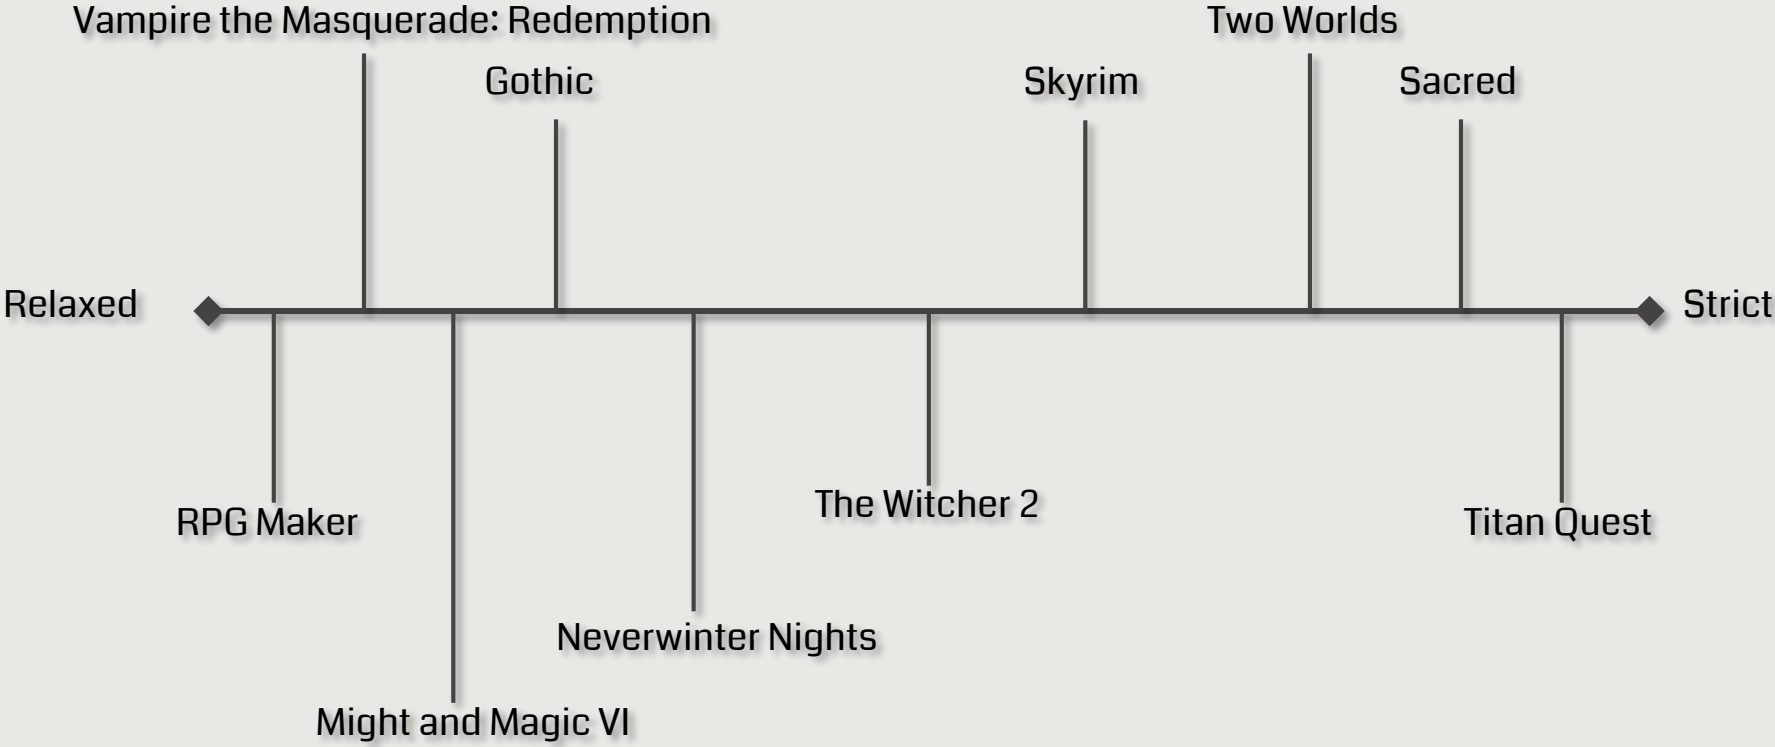 Vampire the Masquerade: Redemption
Two Worlds
Gothic
Skyrim
Sacred
Relaxed
Strict
RPG Maker
The Witcher 2
Titan Quest
Neverwinter Nights
Might and Magic VI